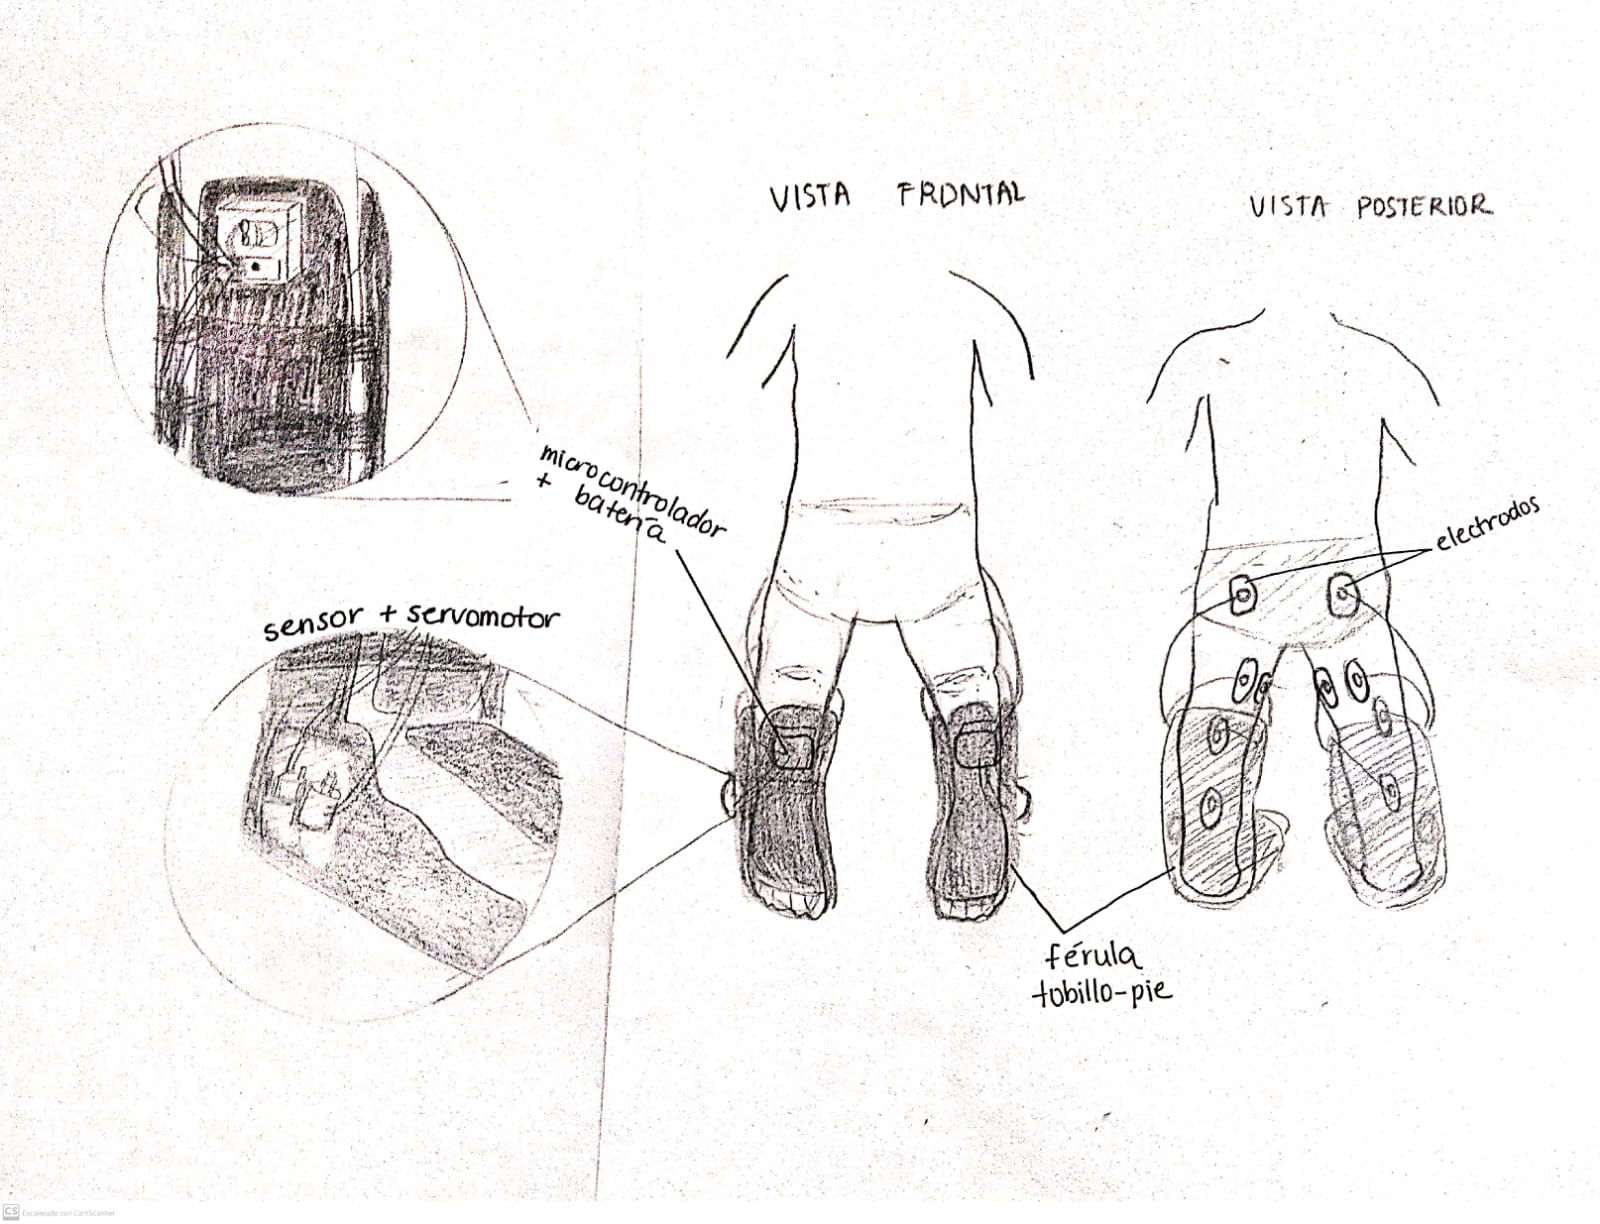 VISTA FRONTAL
VISTA POSTERIOR
microcontrolador
+ batería
electrodos
sensor + servomotor
férula
tobillo-pie
CS Escaneado con CamScanner